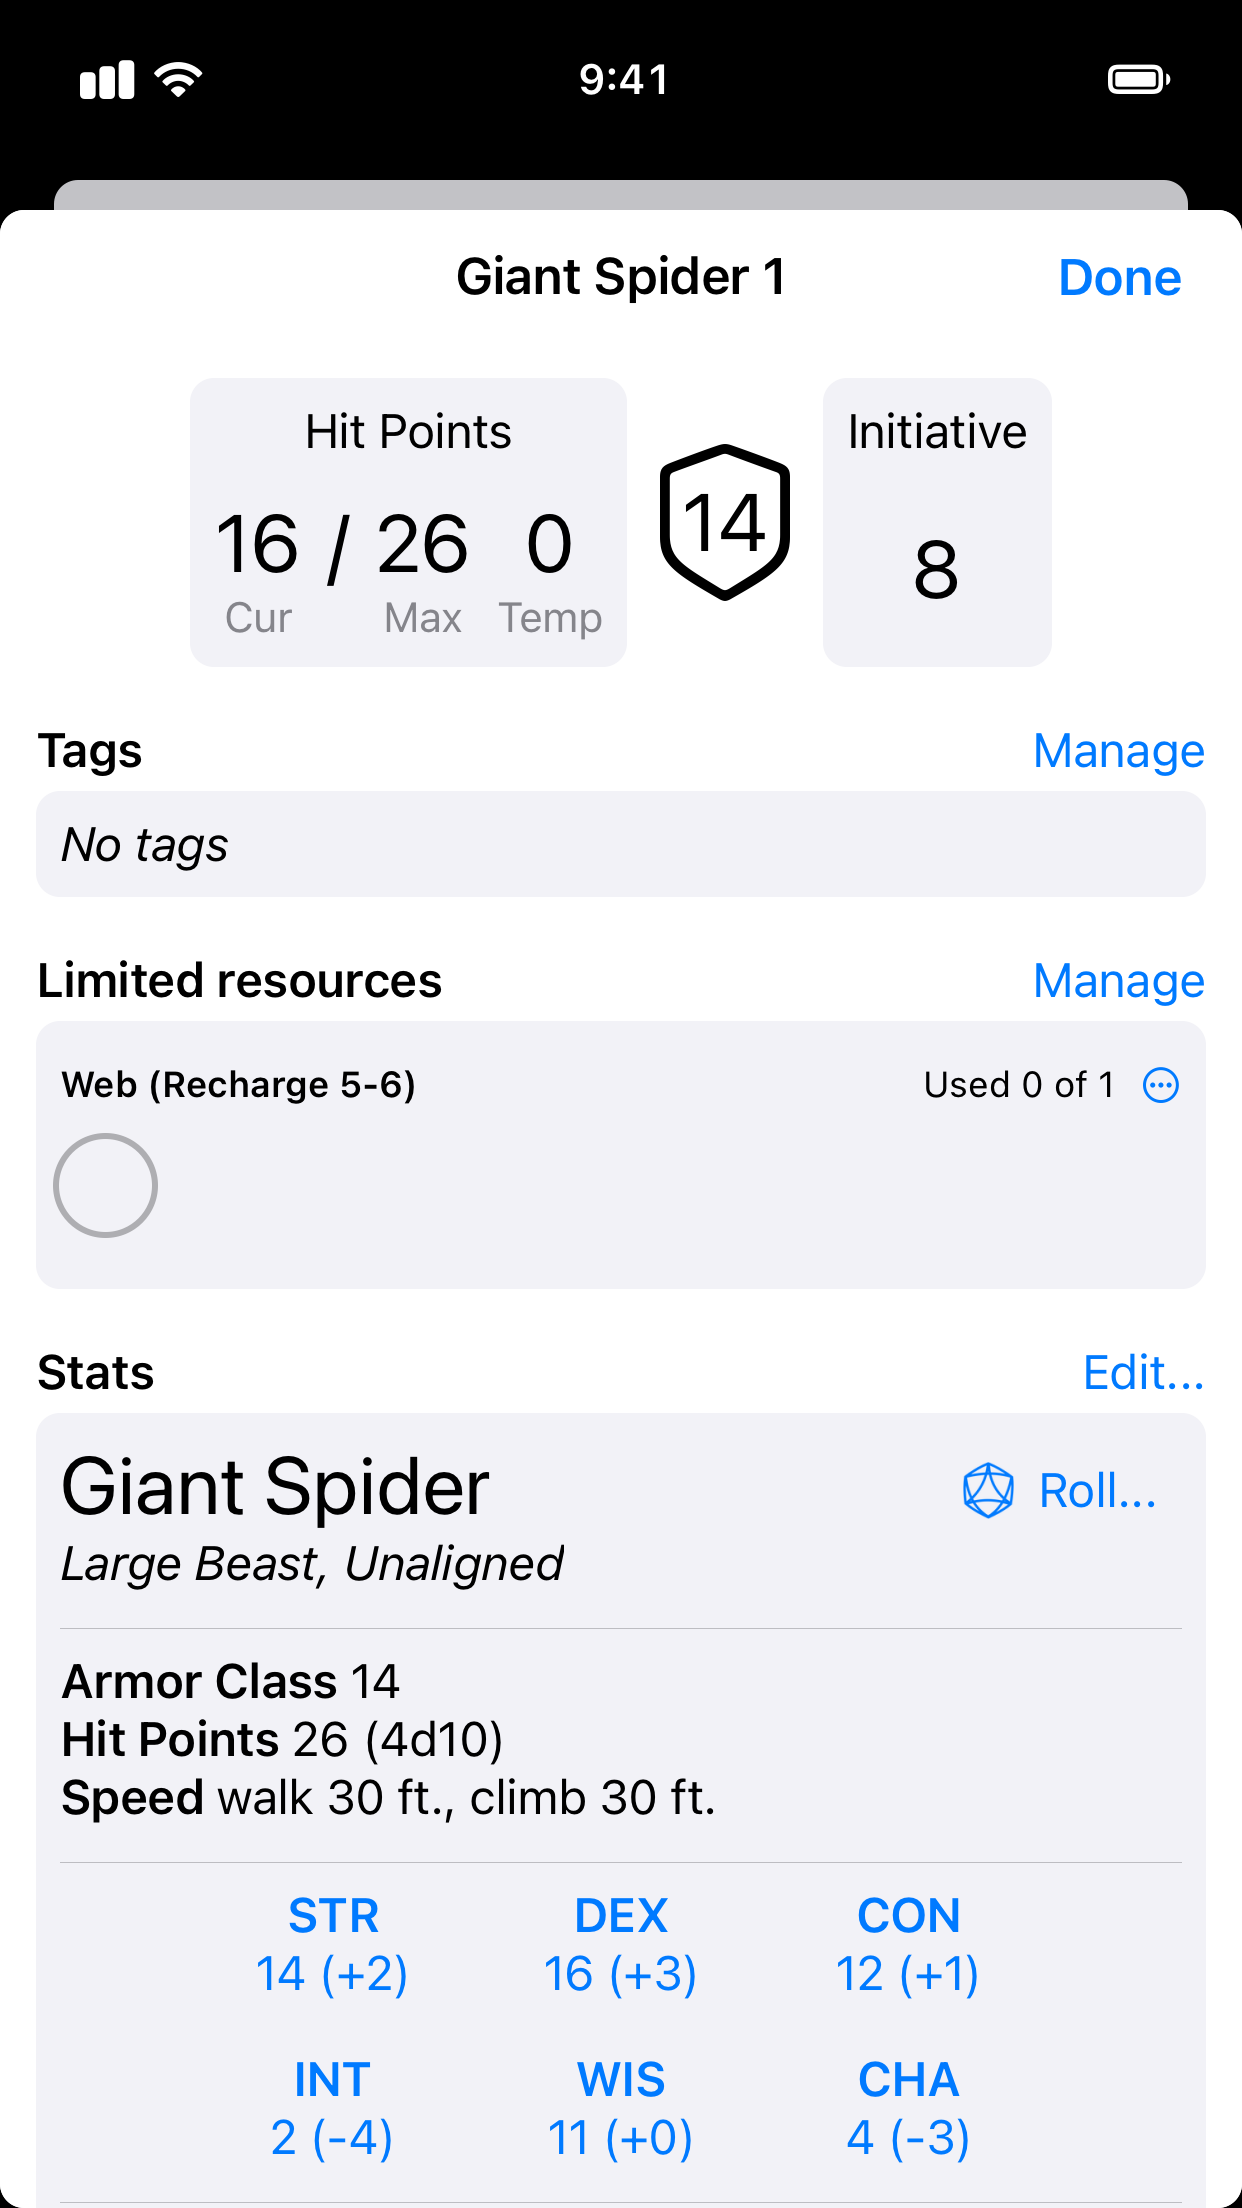 9:41
Giant Spider 1 Done
Hit Points
16 / 26 0
Cur Max Temp
14
Initiative
8
Tags Manage
No tags
Limited resources Manage
Web (Recharge 5-6) Used 0 of 1
Stats Edit...
Giant Spider Roll...
Large Beast, Unaligned
Armor Class 14
Hit Points 26 (4d10)
Speed walk 30 ft., climb 30 ft.
STR DEX CON
14 (+2) 16 (+3) 12 (+1)
INT WIS CHA
2 (-4) 11 (+0) 4 (-3)